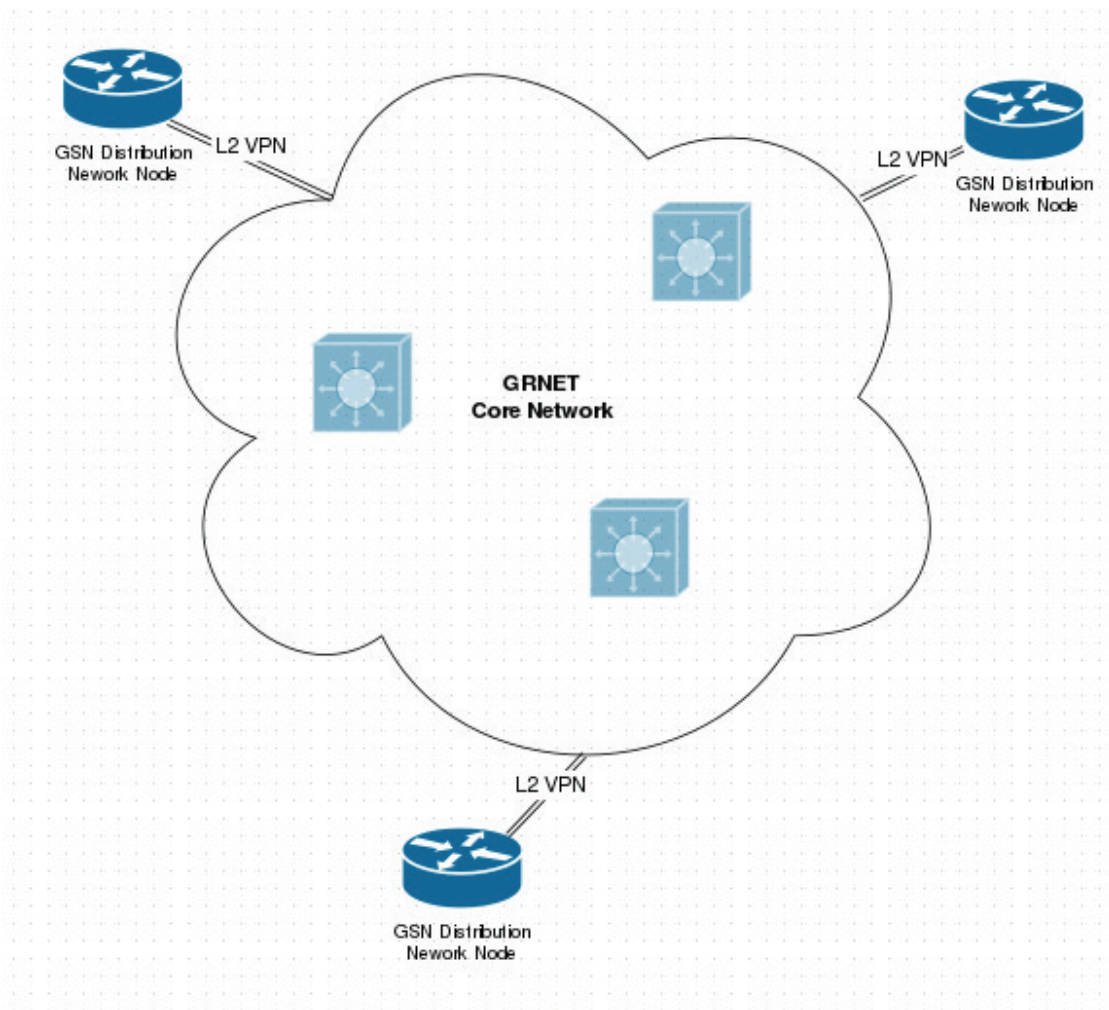 L2 VPN
GSN Distribution
Nework Node
L2 VPN
GSN Distribution
Nework Node
GRNET
Core Network
L2 VPN
GSN Distribution
Nework Node